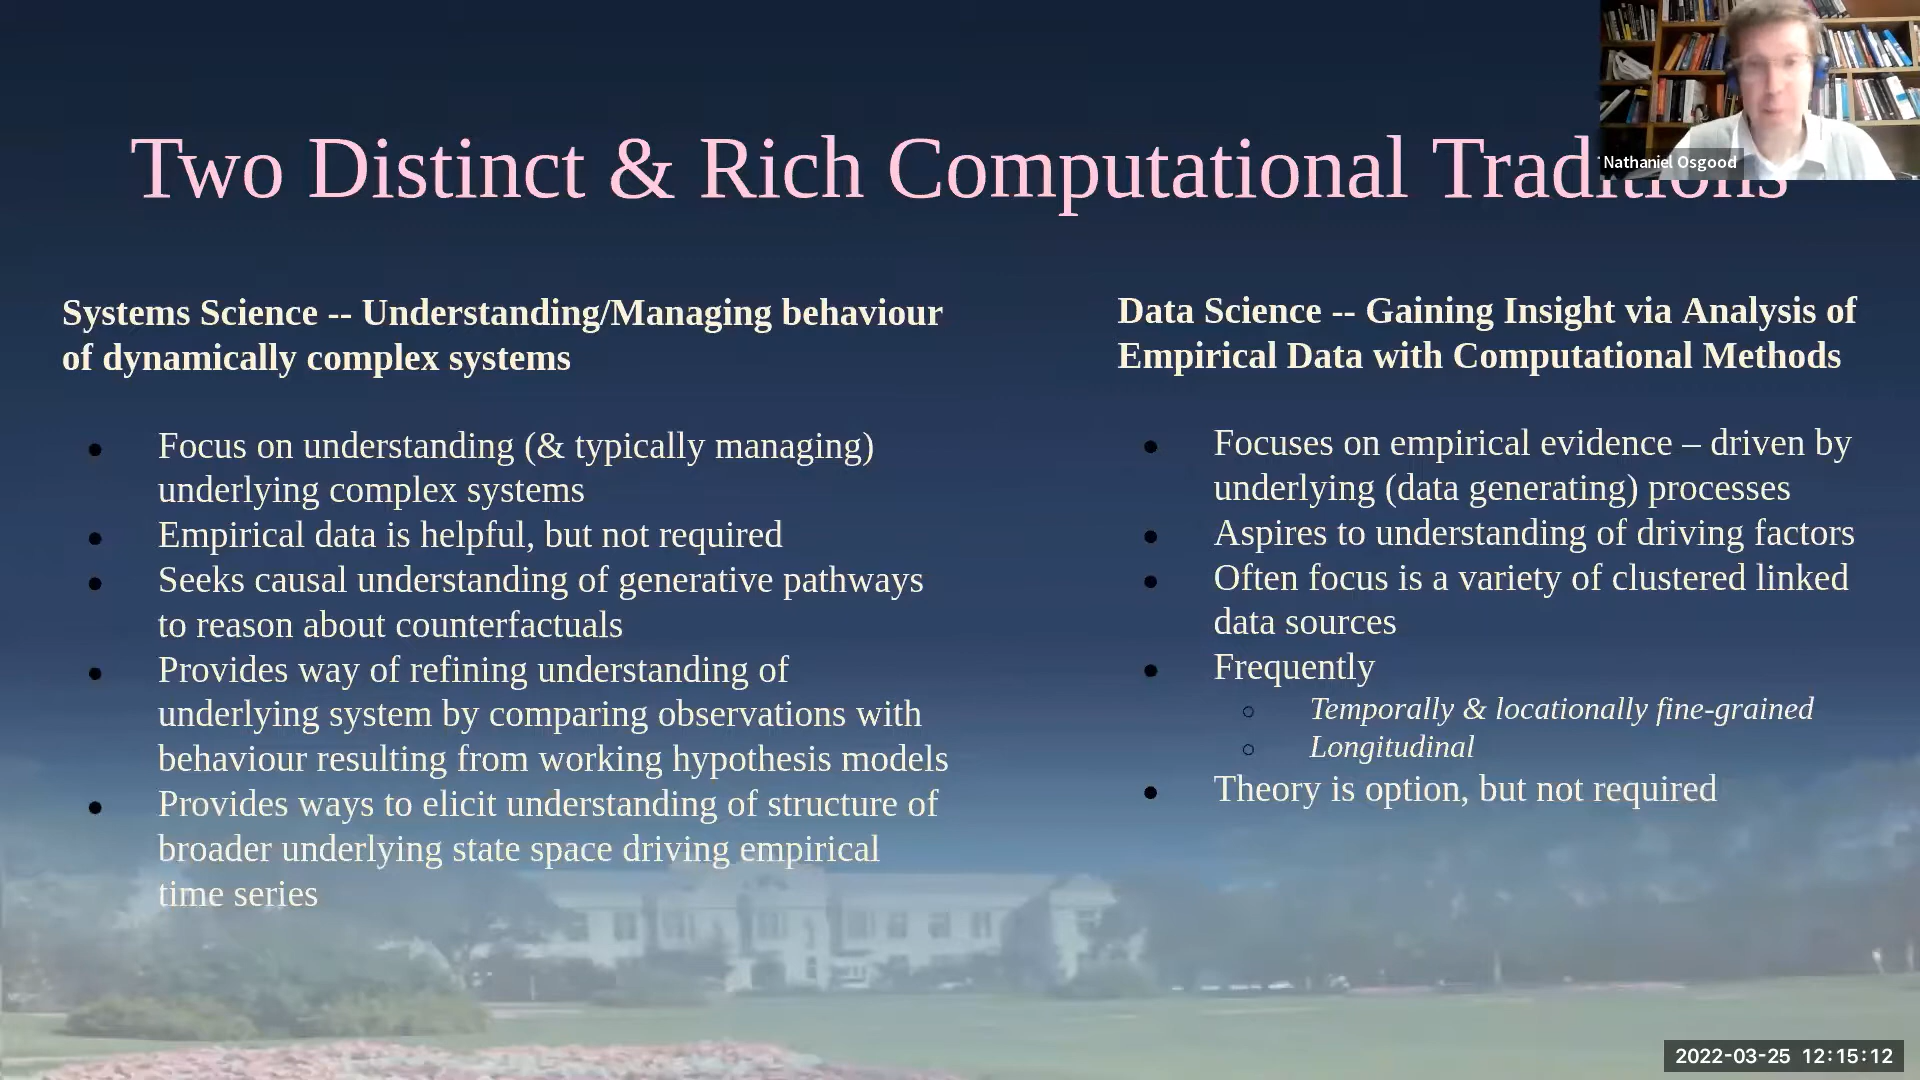 Two Distinct & Rich Computational Traditions
Nathaniel Osgood
Systems Science -- Understanding/Managing behaviour
of dynamically complex systems
Focus on understanding (& typically managing)
underlying complex systems
Empirical data is helpful, but not required
Seeks causal understanding of generative pathways
to reason about counterfactuals
Provides way of refining understanding of
underlying system by comparing observations with
behaviour resulting from working hypothesis models
Provides ways to elicit understanding of structure of
broader underlying state space driving empirical
time series
Data Science -- Gaining Insight via Analysis of
Empirical Data with Computational Methods
Focuses on empirical evidence – driven by
underlying (data generating) processes
Aspires to understanding of driving factors
Often focus is a variety of clustered linked
data sources
Frequently
Temporally & locationally fine-grained
Longitudinal
Theory is option, but not required
2022-03-25 12:15:12